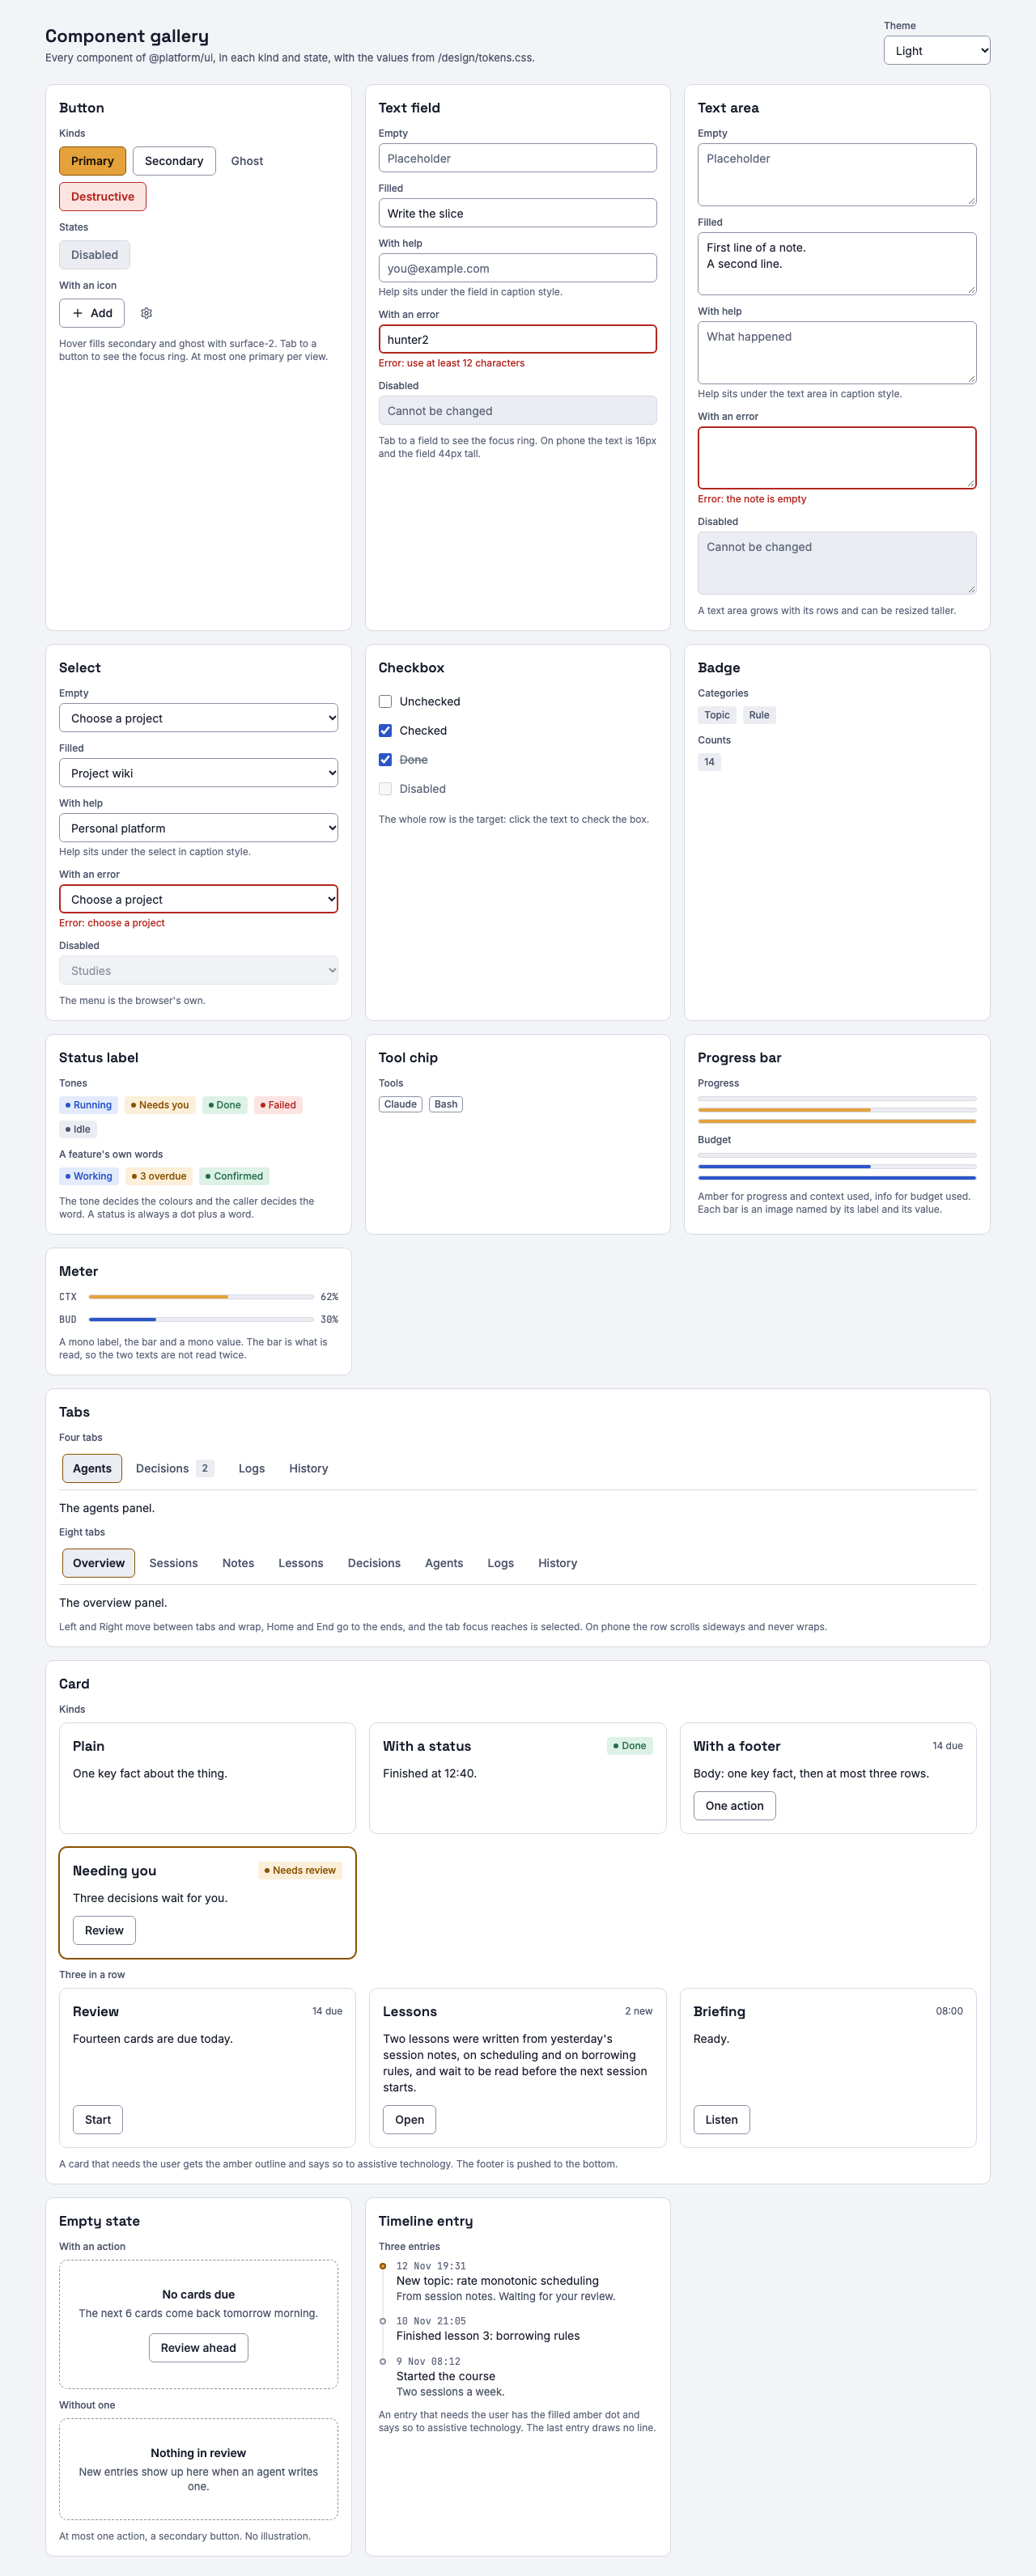 Component gallery
Every component of @platform/ui, in each kind and state, with the values from /design/tokens.css.
Theme
Light
Button
Kinds
Primary
Secondary
Ghost
Destructive
States
Disabled
With an icon
Add
Hover fills secondary and ghost with surface-2. Tab to a
button to see the focus ring. At most one primary per view.
Text field
Empty
Placeholder
Filled
Write the slice
With help
you@example.com
Help sits under the field in caption style.
With an error
hunter2
Error: use at least 12 characters
Disabled
Cannot be changed
Tab to a field to see the focus ring. On phone the text is 16px
and the field 44px tall.
Text area
Empty
Placeholder
Filled
First line of a note.
A second line.
With help
What happened
Help sits under the text area in caption style.
With an error
Error: the note is empty
Disabled
Cannot be changed
A text area grows with its rows and can be resized taller.
Select
Empty
Choose a project
Filled
Project wiki
With help
Personal platform
Help sits under the select in caption style.
With an error
Choose a project
Error: choose a project
Disabled
Studies
The menu is the browser's own.
Checkbox
Unchecked
Checked
Done
Disabled
The whole row is the target: click the text to check the box.
Badge
Categories
Topic
Rule
Counts
14
Status label
Tones
Running
Needs you
Done
Failed
Idle
A feature's own words
Working
3 overdue
Confirmed
The tone decides the colours and the caller decides the
word. A status is always a dot plus a word.
Tool chip
Tools
Claude
Bash
Progress bar
Progress
Budget
Amber for progress and context used, info for budget used.
Each bar is an image named by its label and its value.
Meter
CTX 62%
BUD 30%
A mono label, the bar and a mono value. The bar is what is
read, so the two texts are not read twice.
Tabs
Four tabs
Agents
Decisions 2
Logs
History
The agents panel.
Eight tabs
Overview
Sessions
Notes
Lessons
Decisions
Agents
Logs
History
The overview panel.
Left and Right move between tabs and wrap, Home and End go to the ends, and the tab focus reaches is selected. On phone the row scrolls sideways and never wraps.
Card
Kinds
Plain
One key fact about the thing.
With a status
Done
Finished at 12:40.
With a footer
14 due
Body: one key fact, then at most three rows.
One action
Needing you
Needs review
Three decisions wait for you.
Review
Three in a row
Review
14 due
Fourteen cards are due today.
Start
Lessons
2 new
Two lessons were written from yesterday's
session notes, on scheduling and on borrowing
rules, and wait to be read before the next session
starts.
Open
Briefing
08:00
Ready.
Listen
A card that needs the user gets the amber outline and says so to assistive technology. The footer is pushed to the bottom.
Empty state
With an action
No cards due
The next 6 cards come back tomorrow morning.
Review ahead
Without one
Nothing in review
New entries show up here when an agent writes
one.
At most one action, a secondary button. No illustration.
Timeline entry
Three entries
12 Nov 19:31
New topic: rate monotonic scheduling
From session notes. Waiting for your review.
10 Nov 21:05
Finished lesson 3: borrowing rules
9 Nov 08:12
Started the course
Two sessions a week.
An entry that needs the user has the filled amber dot and
says so to assistive technology. The last entry draws no line.